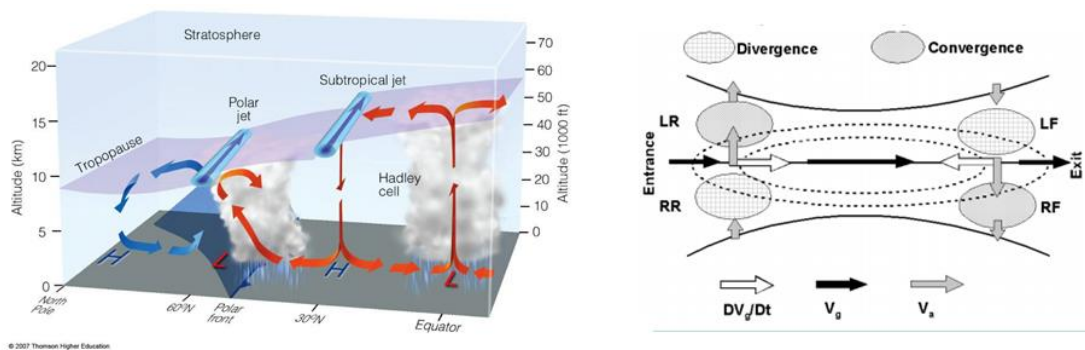 Stratosphere
Subtropical jet
Polar
jet
Tropopause
Hadley
cell
Altitude (km)
20
15
10
5
0
Altitude (1000 ft)
70
60
50
40
30
20
10
0
H
L
H
L
North
Pole
60°N
Polar
front
30°N
Equator
© 2007 Thomson Higher Education
Divergence
Convergence
LR
LF
Entrance
Exit
RR
RF
DVg/Dt
Vg
Va